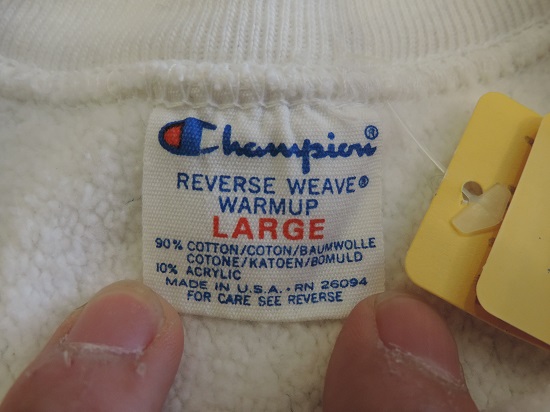 Champion®
REVERSE WEAVE®
WARMUP
LARGE
90% COTTON/COTON/BAUMWOLLE
COTONE/KATOEN/BOMULD
10% ACRYLIC
MADE IN U.S.A. · RN 26094
FOR CARE SEE REVERSE